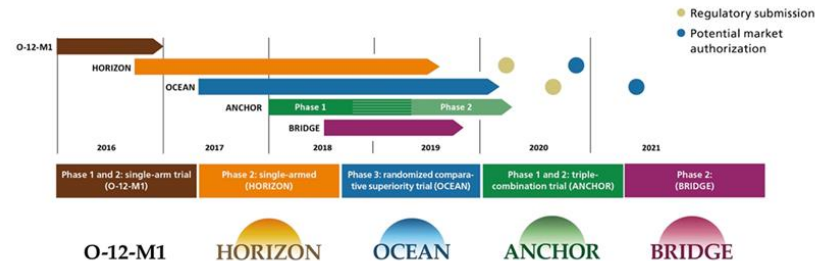 Regulatory submission
Potential market
authorization
O-12-M1
HORIZON
OCEAN
ANCHOR
Phase 1
Phase 2
BRIDGE
2016
2017
2018
2019
2020
2021
Phase 1 and 2: single-arm trial
(O-12-M1)
Phase 2: single-armed
(HORIZON)
Phase 3: randomized compara-
tive superiority trial (OCEAN)
Phase 1 and 2: triple-
combination trial (ANCHOR)
Phase 2:
(BRIDGE)
O-12-M1
HORIZON
OCEAN
ANCHOR
BRIDGE